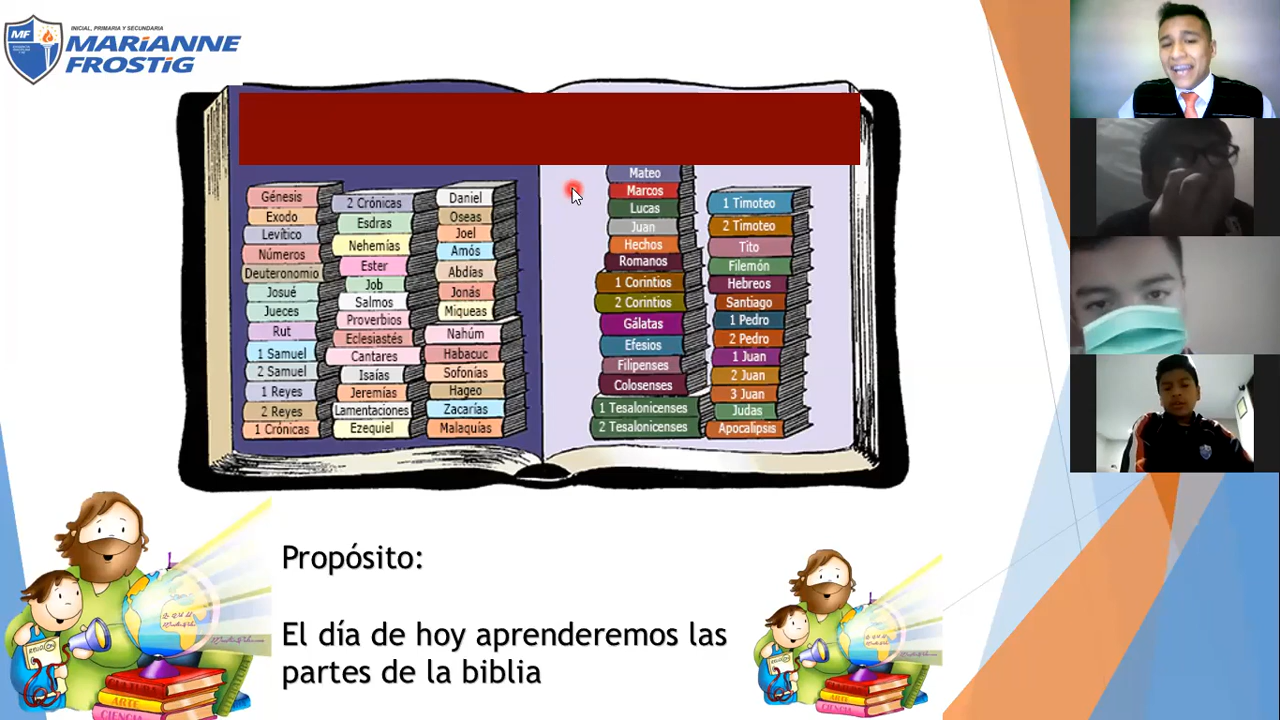 MF
INICIAL, PRIMARIA Y SECUNDARIA
MARIANNE
FROSTIG
Génesis
Exodo
Levítico
Números
Deuteronomio
Josué
Jueces
Rut
1 Samuel
2 Samuel
1 Reyes
2 Reyes
1 Crónicas
2 Crónicas
Esdras
Nehemías
Ester
Job
Salmos
Proverbios
Eclesiastés
Cantares
Isaías
Jeremías
Lamentaciones
Ezequiel
Daniel
Oseas
Joel
Amós
Abdías
Jonás
Miqueas
Nahúm
Habacuc
Sofonías
Hageo
Zacarías
Malaquías
Mateo
Marcos
Lucas
Juan
Hechos
Romanos
1 Corintios
2 Corintios
Gálatas
Efesios
Filipenses
Colosenses
1 Tesalonicenses
2 Tesalonicenses
1 Timoteo
2 Timoteo
Tito
Filemón
Hebreos
Santiago
1 Pedro
2 Pedro
1 Juan
2 Juan
3 Juan
Judas
Apocalipsis
Propósito:
El día de hoy aprenderemos las
partes de la biblia
ARTE
CIENCIA
ARTE
CIENCIA